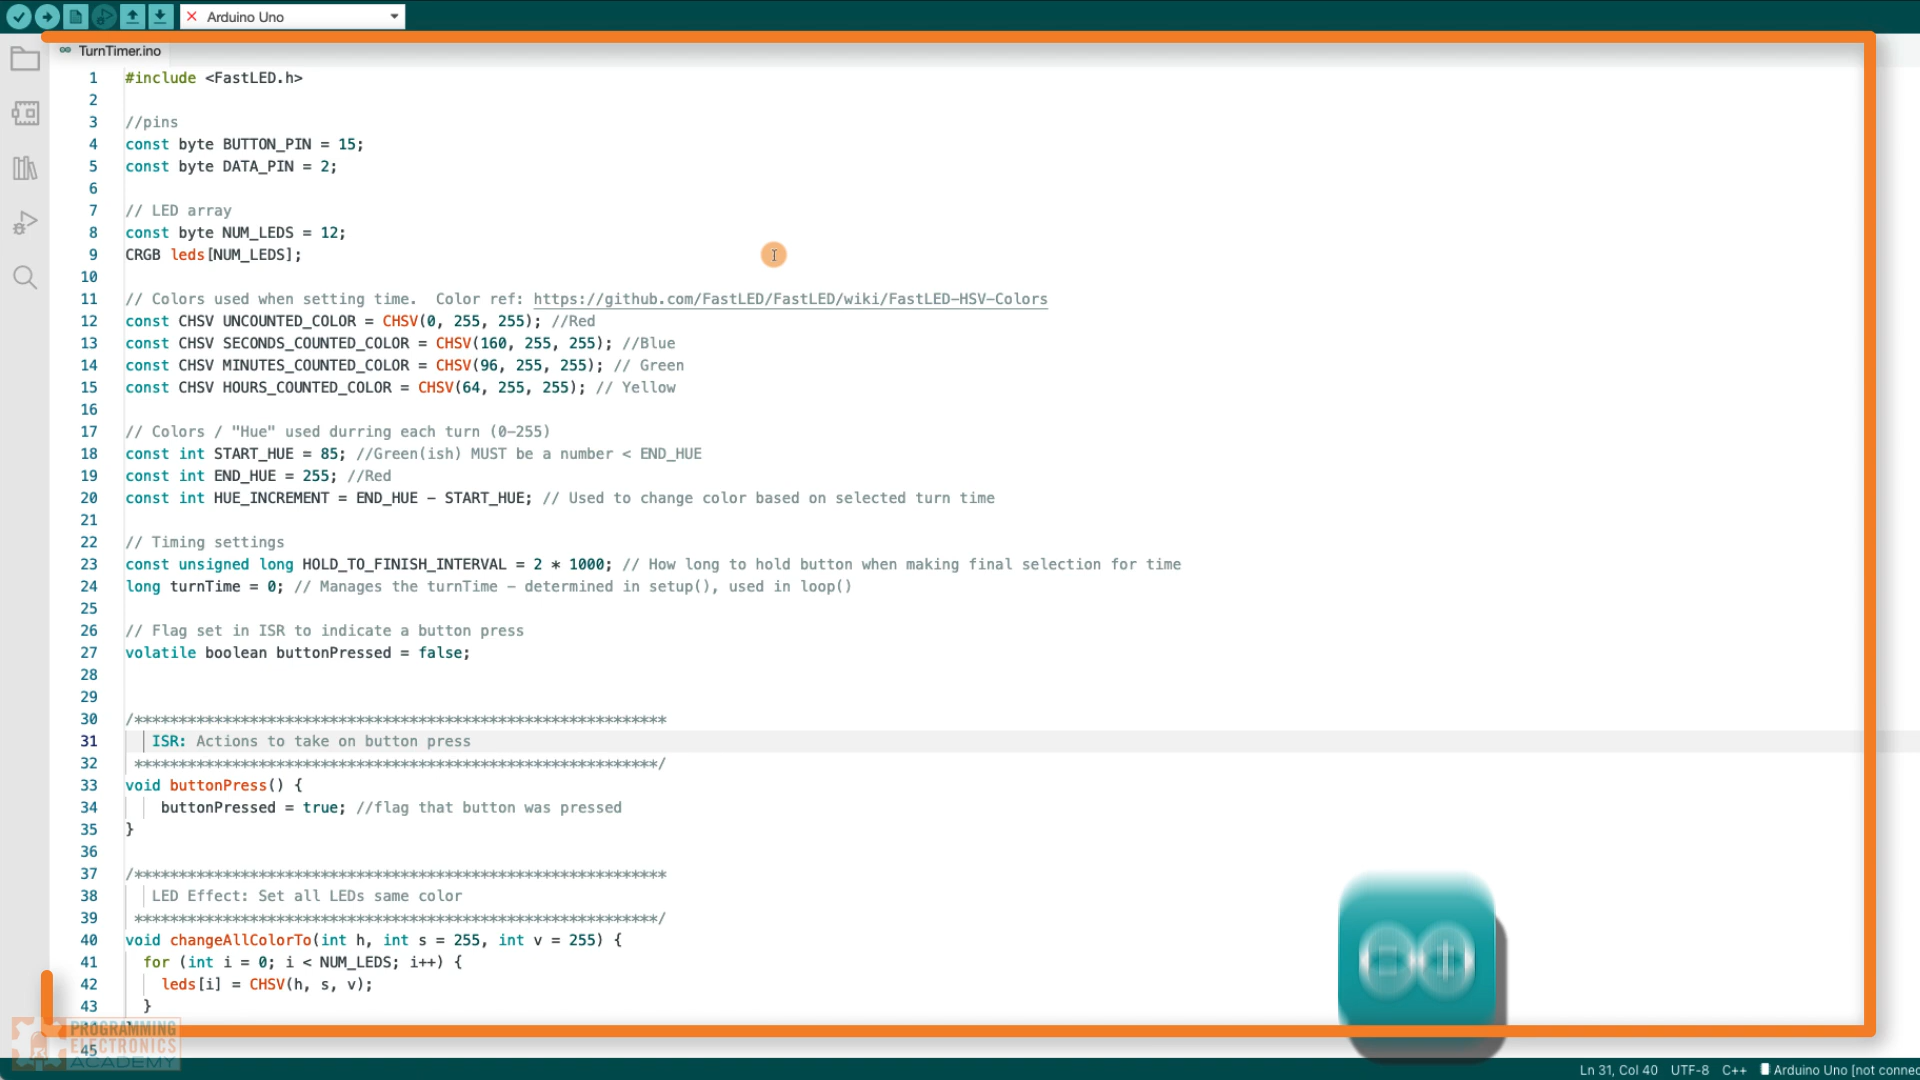 Arduino Uno
TurnTimer.ino
1 #include <FastLED.h>
2
3 //pins
4 const byte BUTTON_PIN = 15;
5 const byte DATA_PIN = 2;
6
7 // LED array
8 const byte NUM_LEDS = 12;
9 CRGB leds[NUM_LEDS];
10
11 // Colors used when setting time.  Color ref: https://github.com/FastLED/FastLED/wiki/FastLED-HSV-Colors
12 const CHSV UNCOUNTED_COLOR = CHSV(0, 255, 255); //Red
13 const CHSV SECONDS_COUNTED_COLOR = CHSV(160, 255, 255); //Blue
14 const CHSV MINUTES_COUNTED_COLOR = CHSV(96, 255, 255); // Green
15 const CHSV HOURS_COUNTED_COLOR = CHSV(64, 255, 255); // Yellow
16
17 // Colors / "Hue" used durring each turn (0-255)
18 const int START_HUE = 85; //Green(ish) MUST be a number < END_HUE
19 const int END_HUE = 255; //Red
20 const int HUE_INCREMENT = END_HUE - START_HUE; // Used to change color based on selected turn time
21
22 // Timing settings
23 const unsigned long HOLD_TO_FINISH_INTERVAL = 2 * 1000; // How long to hold button when making final selection for time
24 long turnTime = 0; // Manages the turnTime - determined in setup(), used in loop()
25
26 // Flag set in ISR to indicate a button press
27 volatile boolean buttonPressed = false;
28
29
30 /************************************************************
31 ISR: Actions to take on button press
32 ***********************************************************/
33 void buttonPress() {
34 buttonPressed = true; //flag that button was pressed
35 }
36
37 /************************************************************
38 LED Effect: Set all LEDs same color
39 ***********************************************************/
40 void changeAllColorTo(int h, int s = 255, int v = 255) {
41 for (int i = 0; i < NUM_LEDS; i++) {
42 leds[i] = CHSV(h, s, v);
43 }
45
PROGRAMMING
ELECTRONICS
ACADEMY
Ln 31, Col 40 UTF-8 C++ Arduino Uno [not connec